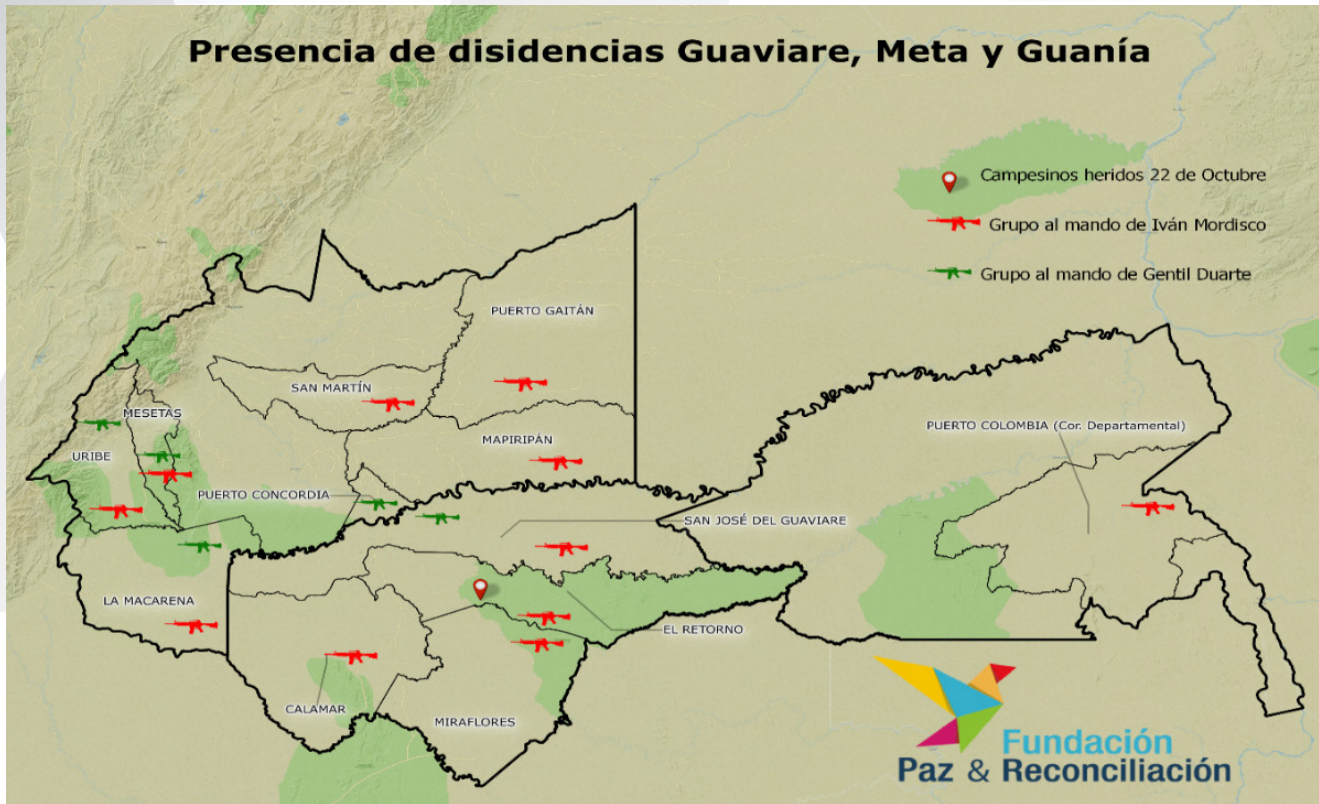 Presencia de disidencias Guaviare, Meta y Guanía
Campesinos heridos 22 de Octubre
Grupo al mando de Iván Mordisco
Grupo al mando de Gentil Duarte
PUERTO GAITÁN
SAN MARTÍN
MESETAS
PUERTO COLOMBIA (Cor. Departamental)
MAPIRIPÁN
URIBE
PUERTO CONCORDIA
SAN JOSÉ DEL GUAVIARE
LA MACARENA
EL RETORNO
CALAMAR
MIRAFLORES
Fundación
Paz & Reconciliación